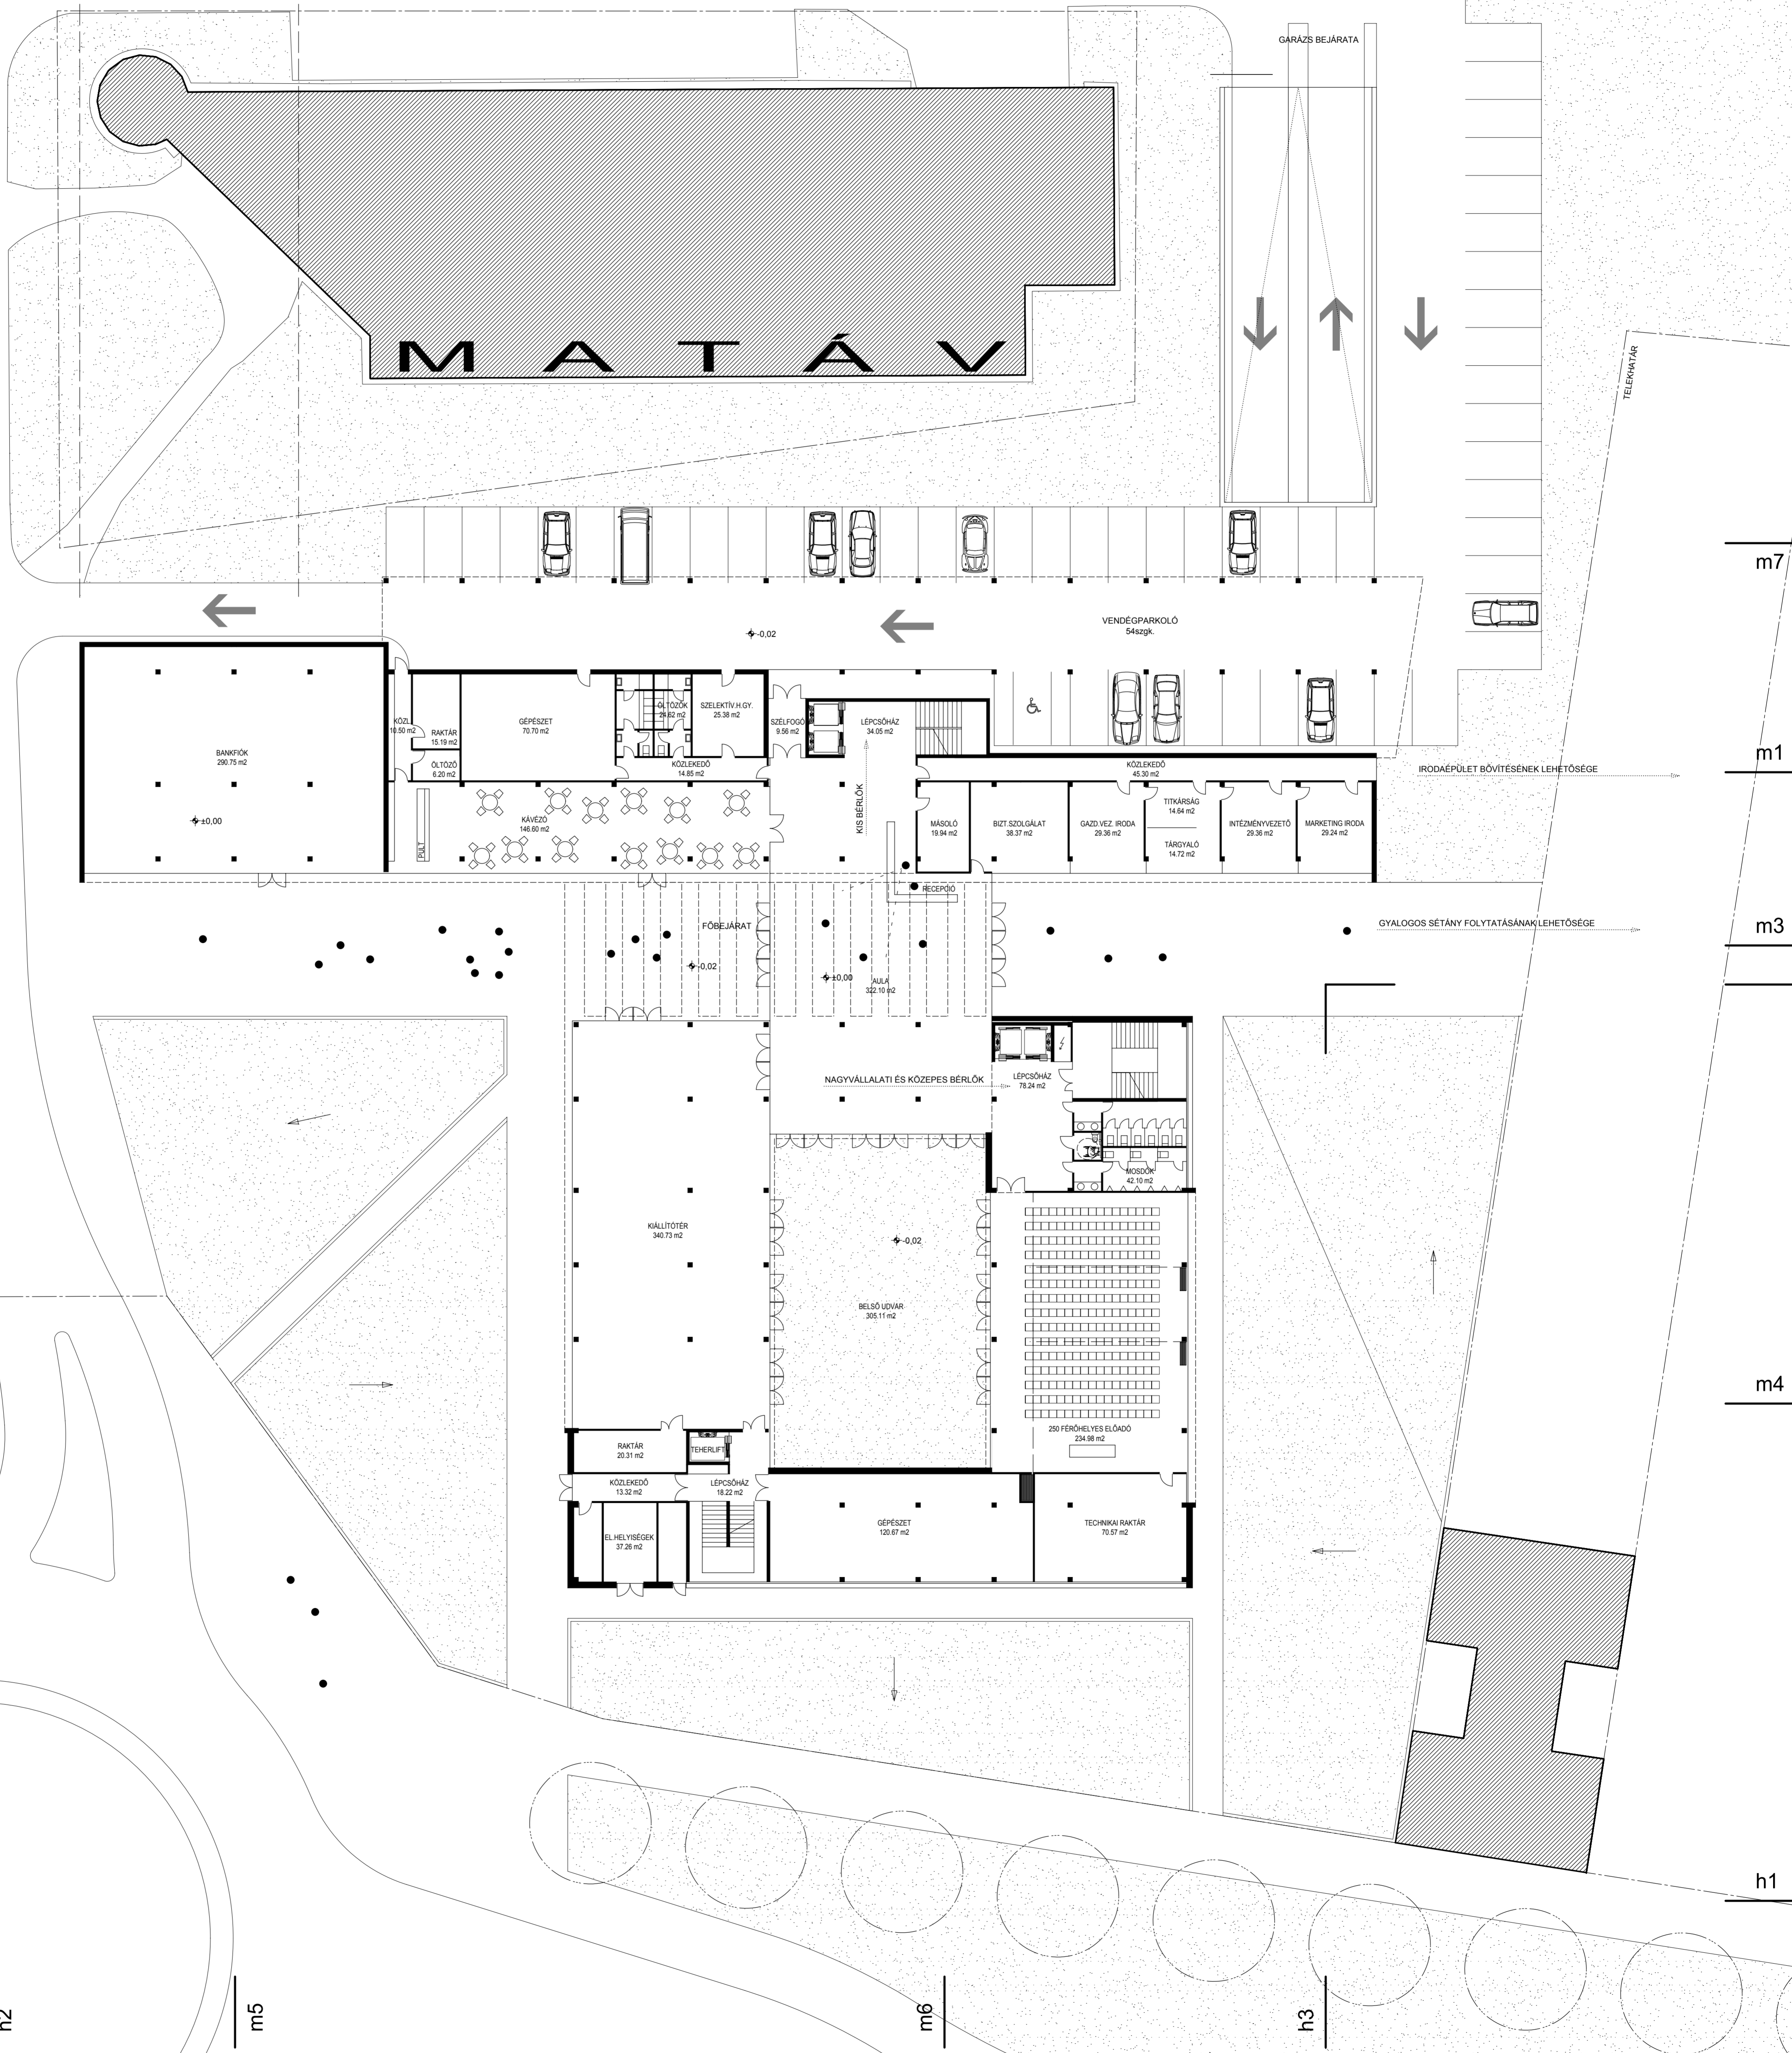 GARÁZS BEJÁRATA
MATÁV
TELEKHATÁR
m7
VENDÉGPARKOLÓ
54szgk.
-0,02
m1
IRODAÉPÜLET BŐVÍTÉSÉNEK LEHETŐSÉGE
BANKFIÓK
290.75 m2
±0,00
KÖZL.
10.50 m2
RAKTÁR
15.19 m2
ÖLTÖZŐ
6.20 m2
GÉPÉSZET
70.70 m2
ÖLTÖZŐK
24.62 m2
SZELEKTÍV.H.GY.
25.38 m2
SZÉLFOGÓ
9.56 m2
LÉPCSŐHÁZ
34.05 m2
KÖZLEKEDŐ
14.85 m2
KÖZLEKEDŐ
45.30 m2
PULT
KÁVÉZÓ
146.60 m2
KIS BÉRLŐK
MÁSOLÓ
19.94 m2
BIZT.SZOLGÁLAT
38.37 m2
GAZD.VEZ. IRODA
29.36 m2
TITKÁRSÁG
14.64 m2
TÁRGYALÓ
14.72 m2
INTÉZMÉNYVEZETŐ
29.36 m2
MARKETING IRODA
29.24 m2
RECEPCIÓ
FŐBEJÁRAT
-0,02
±0,00
AULA
322.10 m2
GYALOGOS SÉTÁNY FOLYTATÁSÁNAK LEHETŐSÉGE
m3
NAGYVÁLLALATI ÉS KÖZEPES BÉRLŐK
LÉPCSŐHÁZ
78.24 m2
MOSDÓK
42.10 m2
KIÁLLÍTÓTÉR
340.73 m2
-0,02
BELSŐ UDVAR
305.11 m2
m4
250 FÉRŐHELYES ELŐADÓ
234.98 m2
RAKTÁR
20.31 m2
TEHERLIFT
KÖZLEKEDŐ
13.32 m2
LÉPCSŐHÁZ
18.22 m2
EL.HELYISÉGEK
37.26 m2
GÉPÉSZET
120.67 m2
TECHNIKAI RAKTÁR
70.57 m2
h1
h2
m5
m6
h3